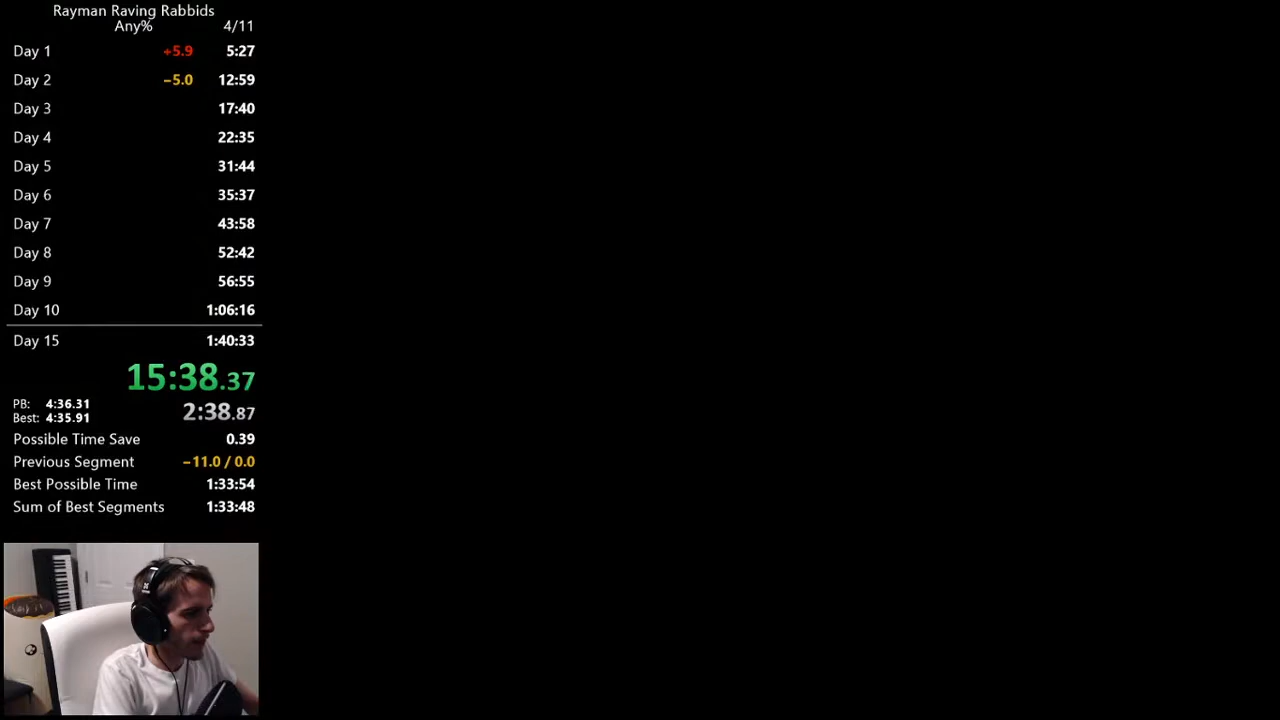 Rayman Raving Rabbids
Any% 4/11
Day 1 +5.9 5:27
Day 2 −5.0 12:59
Day 3 17:40
Day 4 22:35
Day 5 31:44
Day 6 35:37
Day 7 43:58
Day 8 52:42
Day 9 56:55
Day 10 1:06:16
Day 15 1:40:33
15:38.37
PB: 4:36.31
Best: 4:35.91
2:38.87
Possible Time Save 0.39
Previous Segment −11.0 / 0.0
Best Possible Time 1:33:54
Sum of Best Segments 1:33:48